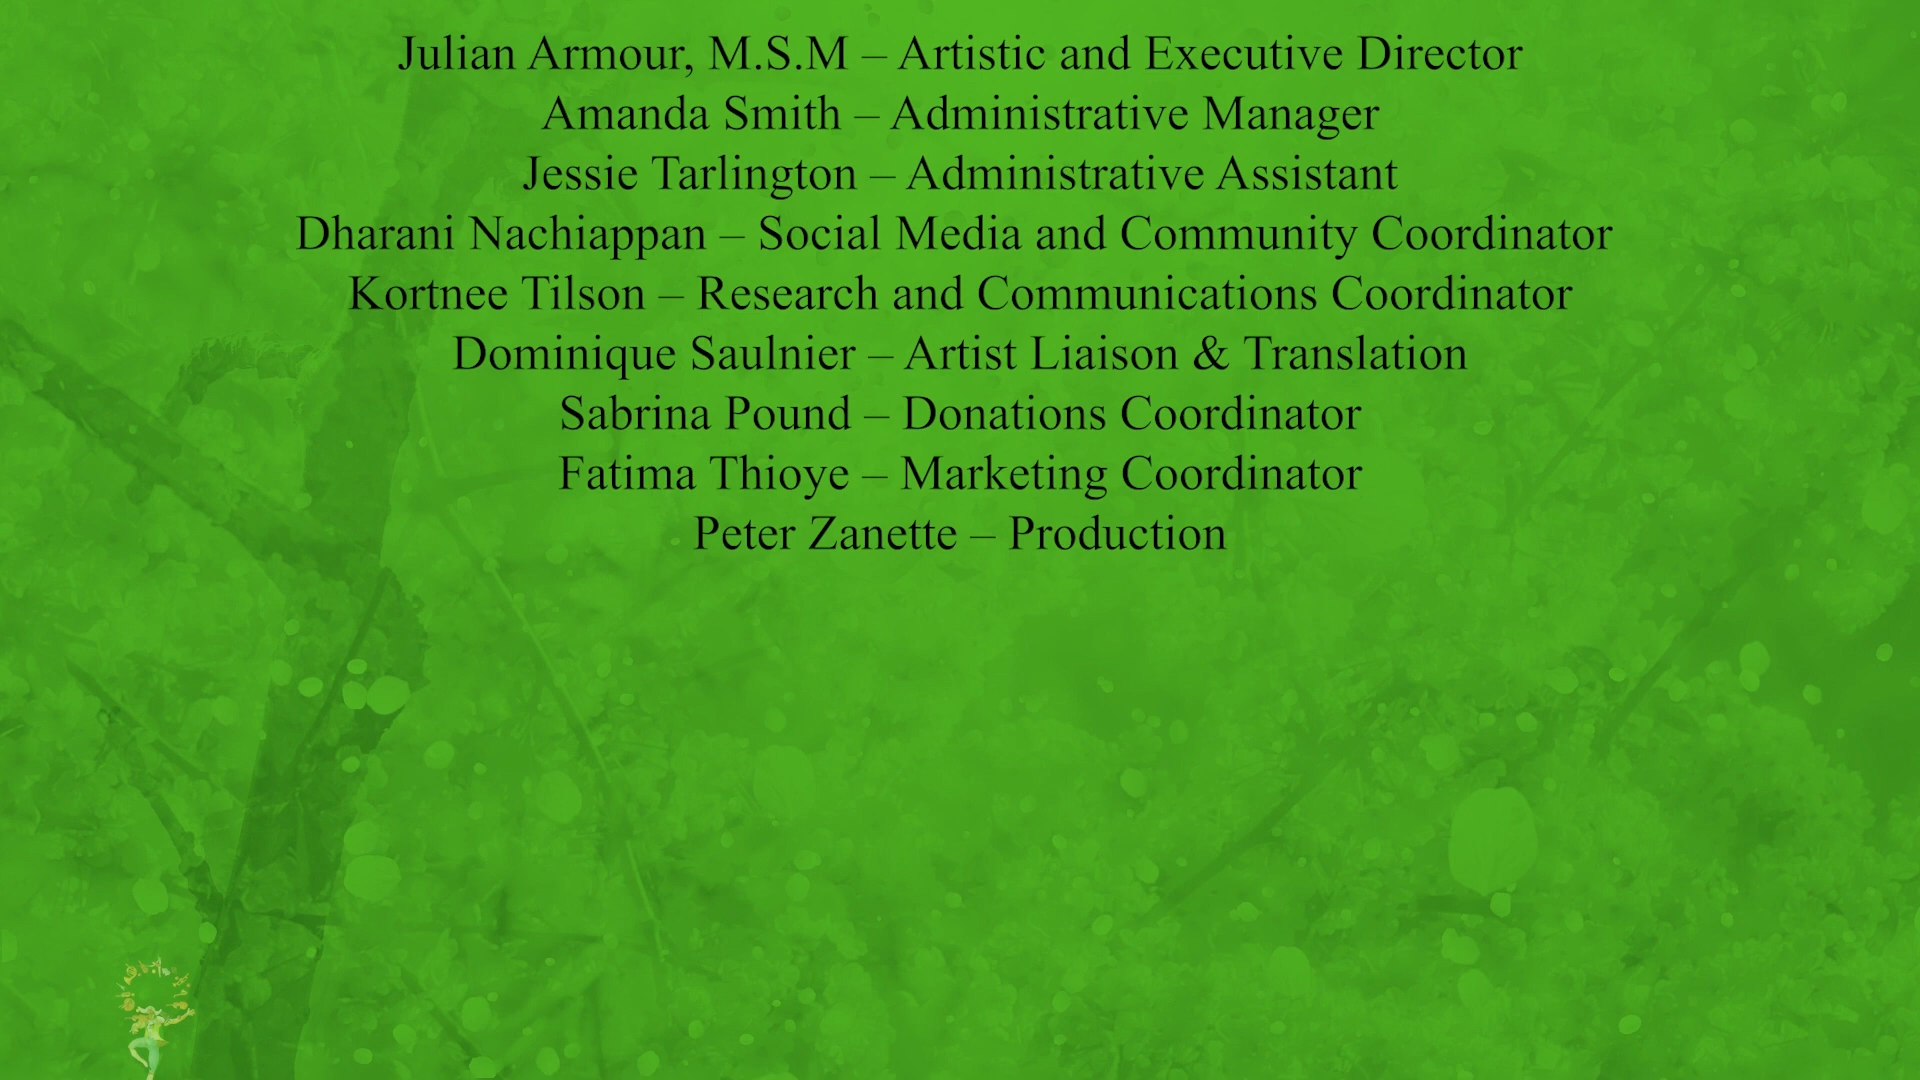 Julian Armour, M.S.M – Artistic and Executive Director
Amanda Smith – Administrative Manager
Jessie Tarlington – Administrative Assistant
Dharani Nachiappan – Social Media and Community Coordinator
Kortnee Tilson – Research and Communications Coordinator
Dominique Saulnier – Artist Liaison & Translation
Sabrina Pound – Donations Coordinator
Fatima Thioye – Marketing Coordinator
Peter Zanette – Production